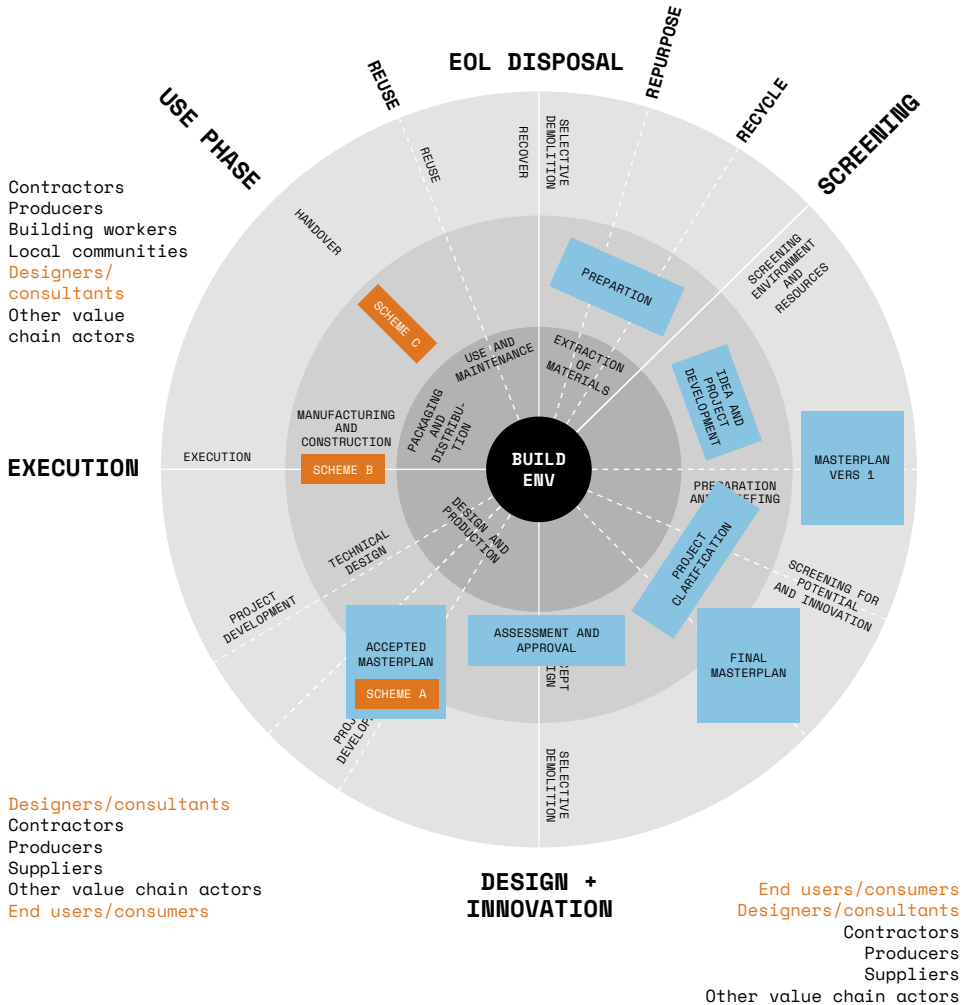 EOL DISPOSAL
REUSE
REPURPOSE
RECYCLE
USE PHASE
SCREENING
EXECUTION
DESIGN +
INNOVATION
Contractors
Producers
Building workers
Local communities
Designers/
consultants
Other value
chain actors
REUSE
RECOVER
SELECTIVE
DEMOLITION
HANDOVER
SCREENING
ENVIRONMENT
AND
RESOURCES
PREPARTION
SCHEME C
USE AND
MAINTENANCE
EXTRACTION
OF
MATERIALS
IDEA AND
PROJECT
DEVELOPMENT
PACKAGING
AND
DISTRIBU-
TION
MANUFACTURING
AND
CONSTRUCTION
EXECUTION
SCHEME B
BUILD
ENV
MASTERPLAN
VERS 1
PROJECT
CLARIFICATION
DESIGN AND
PRODUCTION
TECHNICAL
DESIGN
PROJECT
DEVELOPMENT
SCREENING FOR
POTENTIAL
AND INNOVATION
ACCEPTED
MASTERPLAN
SCHEME A
ASSESSMENT AND
APPROVAL
FINAL
MASTERPLAN
SELECTIVE
DEMOLITION
Designers/consultants
Contractors
Producers
Suppliers
Other value chain actors
End users/consumers
End users/consumers
Designers/consultants
Contractors
Producers
Suppliers
Other value chain actors